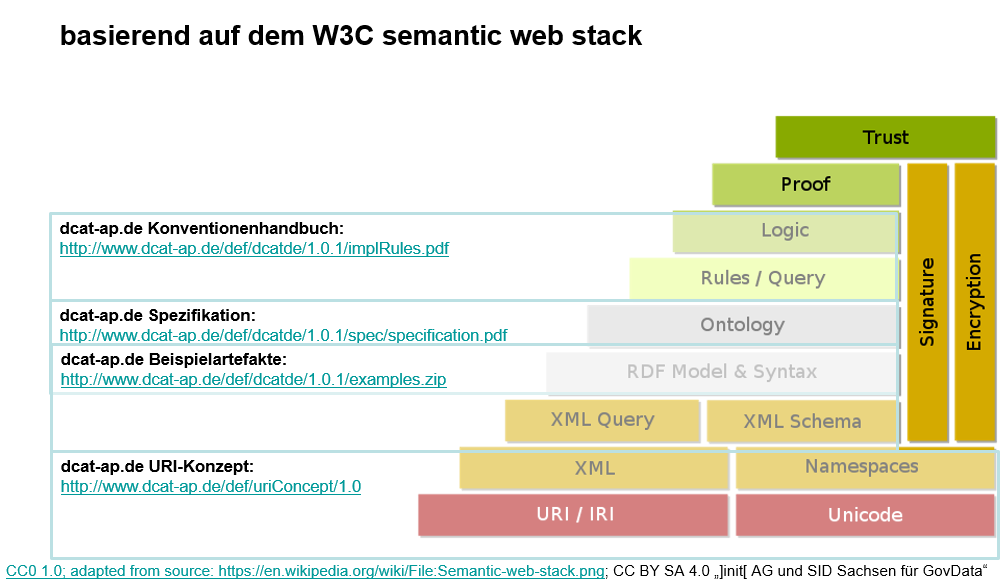 basierend auf dem W3C semantic web stack
Trust
Proof
dcat-ap.de Konventionenhandbuch:
http://www.dcat-ap.de/def/dcatde/1.0.1/implRules.pdf
Logic
Rules / Query
Signature
Encryption
dcat-ap.de Spezifikation:
http://www.dcat-ap.de/def/dcatde/1.0.1/spec/specification.pdf
Ontology
dcat-ap.de Beispielartefakte:
http://www.dcat-ap.de/def/dcatde/1.0.1/examples.zip
RDF Model & Syntax
XML Query
XML Schema
dcat-ap.de URI-Konzept:
http://www.dcat-ap.de/def/uriConcept/1.0
XML
Namespaces
URI / IRI
Unicode
CC0 1.0; adapted from source: https://en.wikipedia.org/wiki/File:Semantic-web-stack.png; CC BY SA 4.0 „]init[ AG und SID Sachsen für GovData“